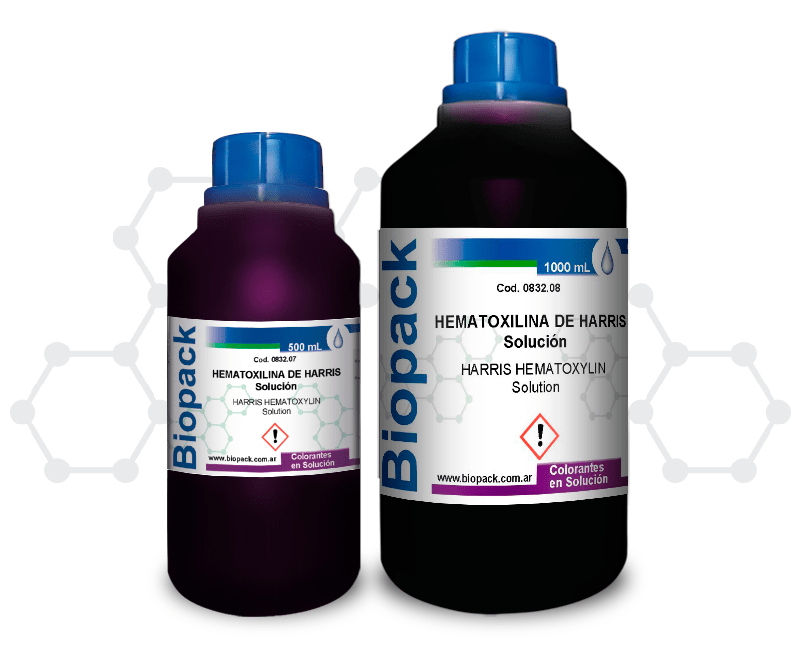 Biopack
500 mL
Cod. 0832.07
HEMATOXILINA DE HARRIS
Solución
HARRIS HEMATOXYLIN
Solution
!
www.biopack.com.ar
Colorantes
en Solución
Biopack
1000 mL
Cod. 0832.08
HEMATOXILINA DE HARRIS
Solución
HARRIS HEMATOXYLIN
Solution
!
www.biopack.com.ar
Colorantes
en Solución